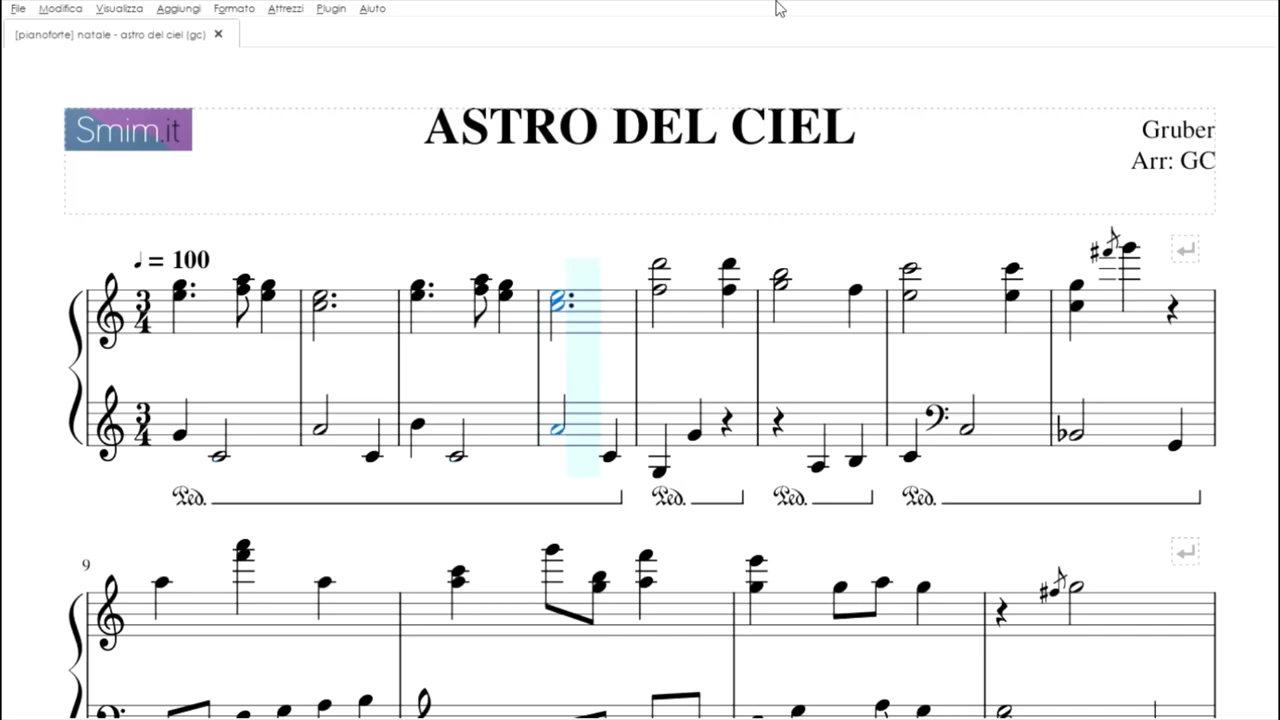 File Modifica Visualizza Aggiungi Formato Attrezzi Plugin Aiuto
[pianoforte] natale - astro del ciel (gc)
Smim.it
ASTRO DEL CIEL
Gruber
Arr: GC
♩ = 100
3
4
3
4
Ped. Ped. Ped. Ped.
9